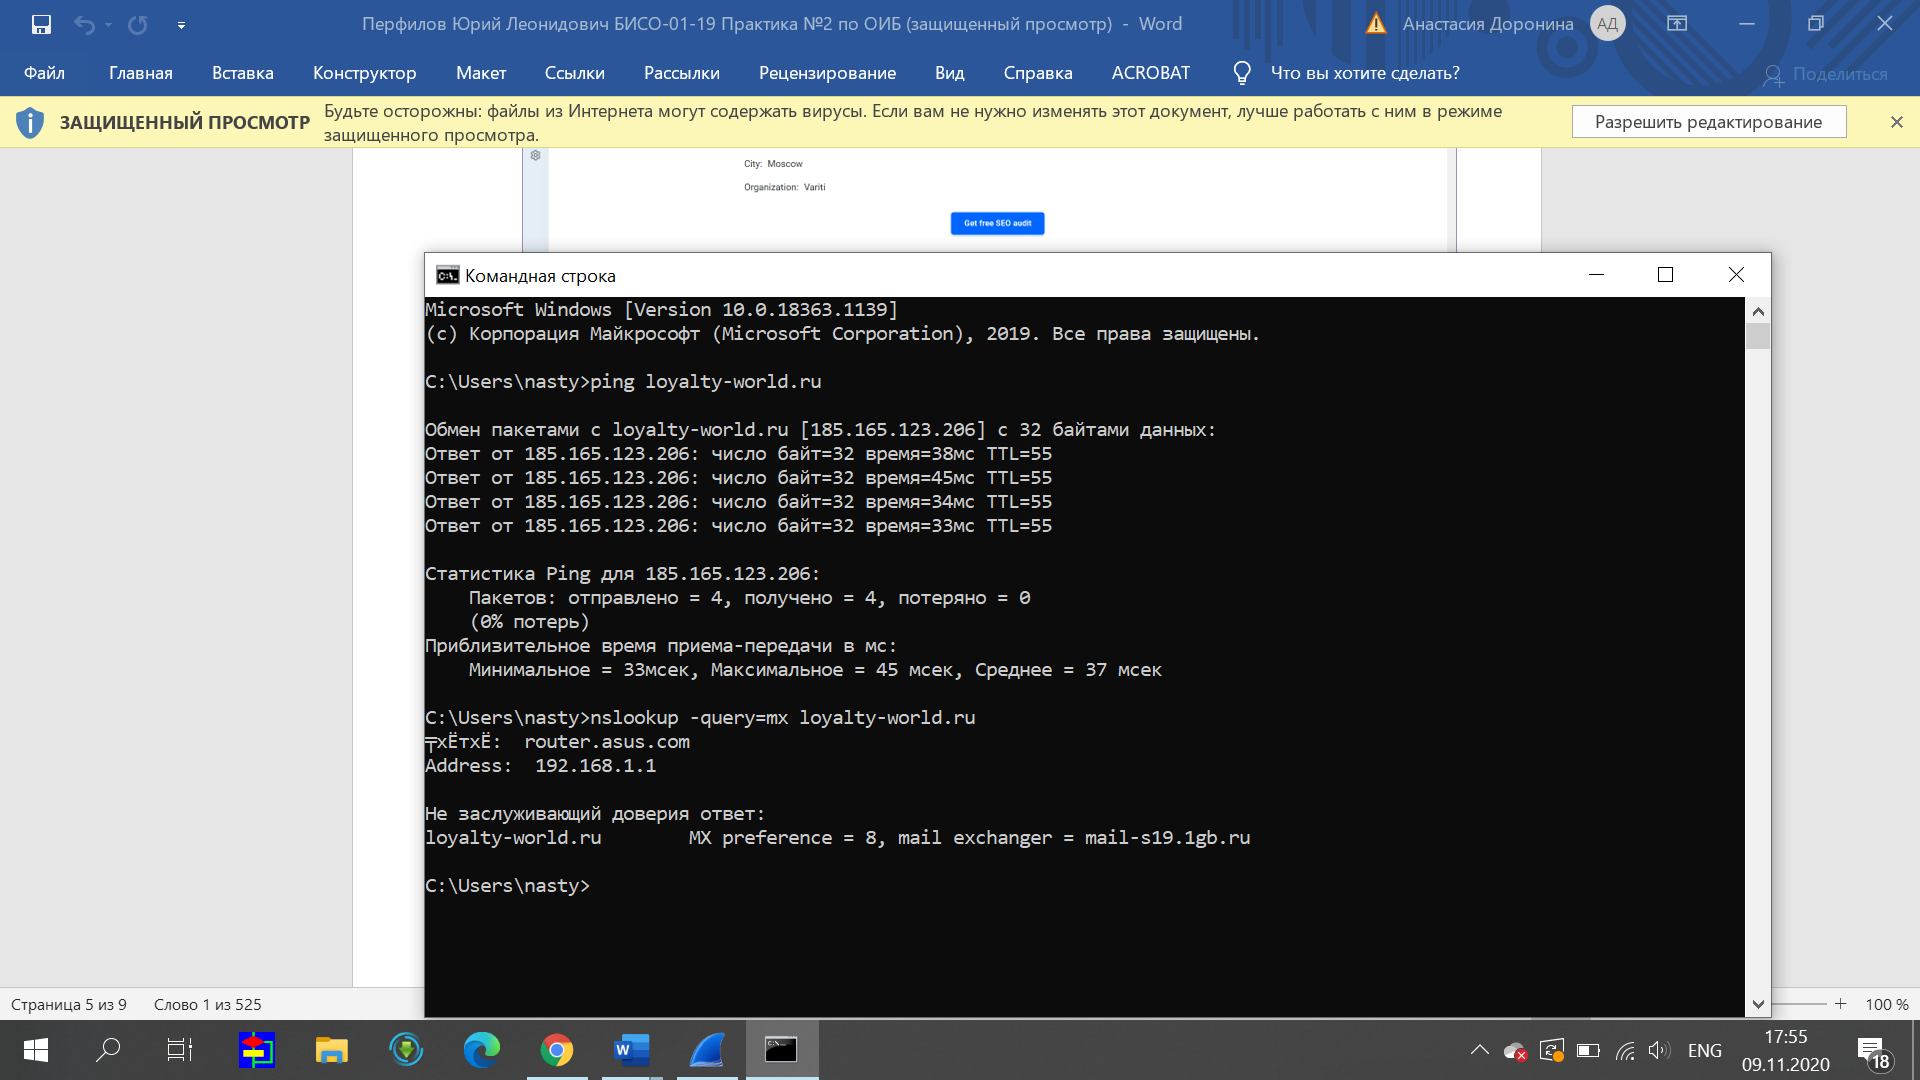 Перфилов Юрий Леонидович БИСО-01-19 Практика №2 по ОИБ (защищенный просмотр) - Word
Анастасия Доронина
АД
Файл Главная Вставка Конструктор Макет Ссылки Рассылки Рецензирование Вид Справка ACROBAT Что вы хотите сделать? Поделиться
ЗАЩИЩЕННЫЙ ПРОСМОТР
Будьте осторожны: файлы из Интернета могут содержать вирусы. Если вам не нужно изменять этот документ, лучше работать с ним в режиме
защищенного просмотра.
Разрешить редактирование
City: Moscow
Organization: Variti
Get free SEO audit
Командная строка
Microsoft Windows [Version 10.0.18363.1139]
(c) Корпорация Майкрософт (Microsoft Corporation), 2019. Все права защищены.
C:\Users\nasty>ping loyalty-world.ru
Обмен пакетами с loyalty-world.ru [185.165.123.206] с 32 байтами данных:
Ответ от 185.165.123.206: число байт=32 время=38мс TTL=55
Ответ от 185.165.123.206: число байт=32 время=45мс TTL=55
Ответ от 185.165.123.206: число байт=32 время=34мс TTL=55
Ответ от 185.165.123.206: число байт=32 время=33мс TTL=55
Статистика Ping для 185.165.123.206:
Пакетов: отправлено = 4, получено = 4, потеряно = 0
(0% потерь)
Приблизительное время приема-передачи в мс:
Минимальное = 33мсек, Максимальное = 45 мсек, Среднее = 37 мсек
C:\Users\nasty>nslookup -query=mx loyalty-world.ru
╤хЁтхЁ: router.asus.com
Address: 192.168.1.1
Не заслуживающий доверия ответ:
loyalty-world.ru MX preference = 8, mail exchanger = mail-s19.1gb.ru
C:\Users\nasty>
Страница 5 из 9 Слово 1 из 525
100 %
ENG
17:55
09.11.2020
18